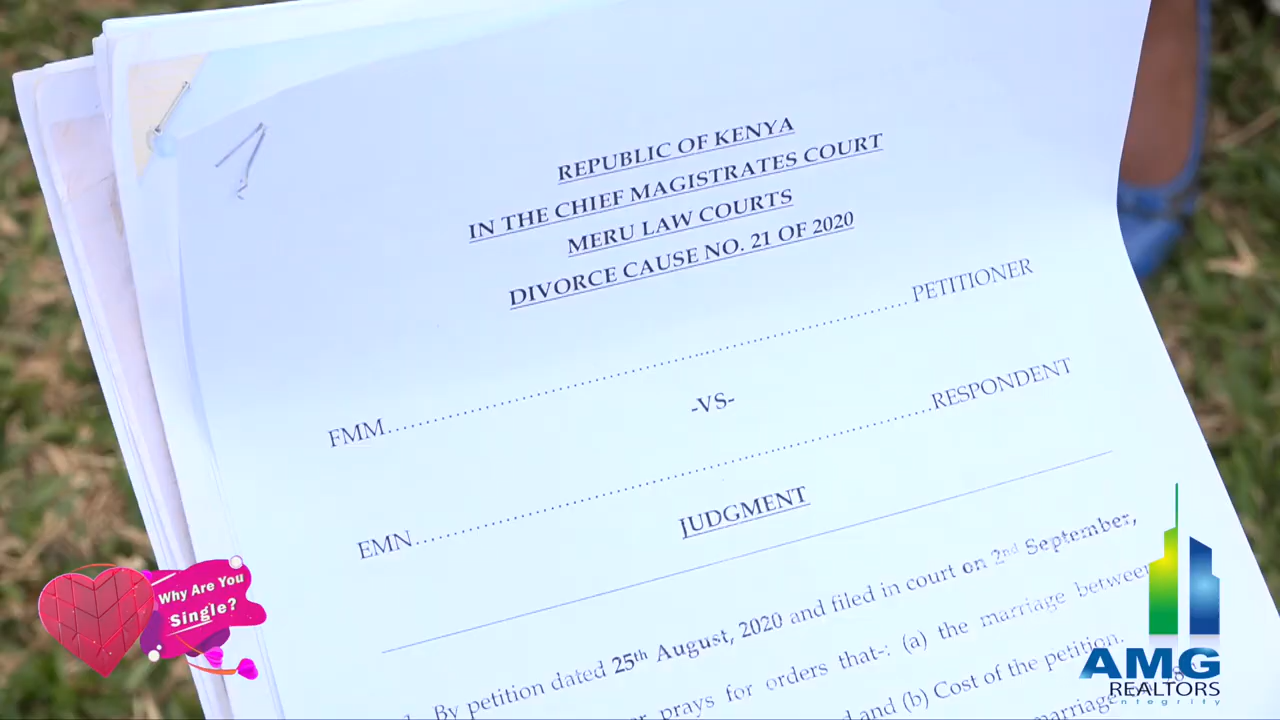 REPUBLIC OF KENYA
IN THE CHIEF MAGISTRATES COURT
MERU LAW COURTS
DIVORCE CAUSE NO. 21 OF 2020
FMM.......................................................................................PETITIONER
-VS-
EMN.......................................................................................RESPONDENT
JUDGMENT
By petition dated 25th August, 2020 and filed in court on 2nd September,
prays for orders that-: (a) the marriage between
and (b) Cost of the petition.
marriage
Why Are You
Single?
AMG
REALTORS
integrity